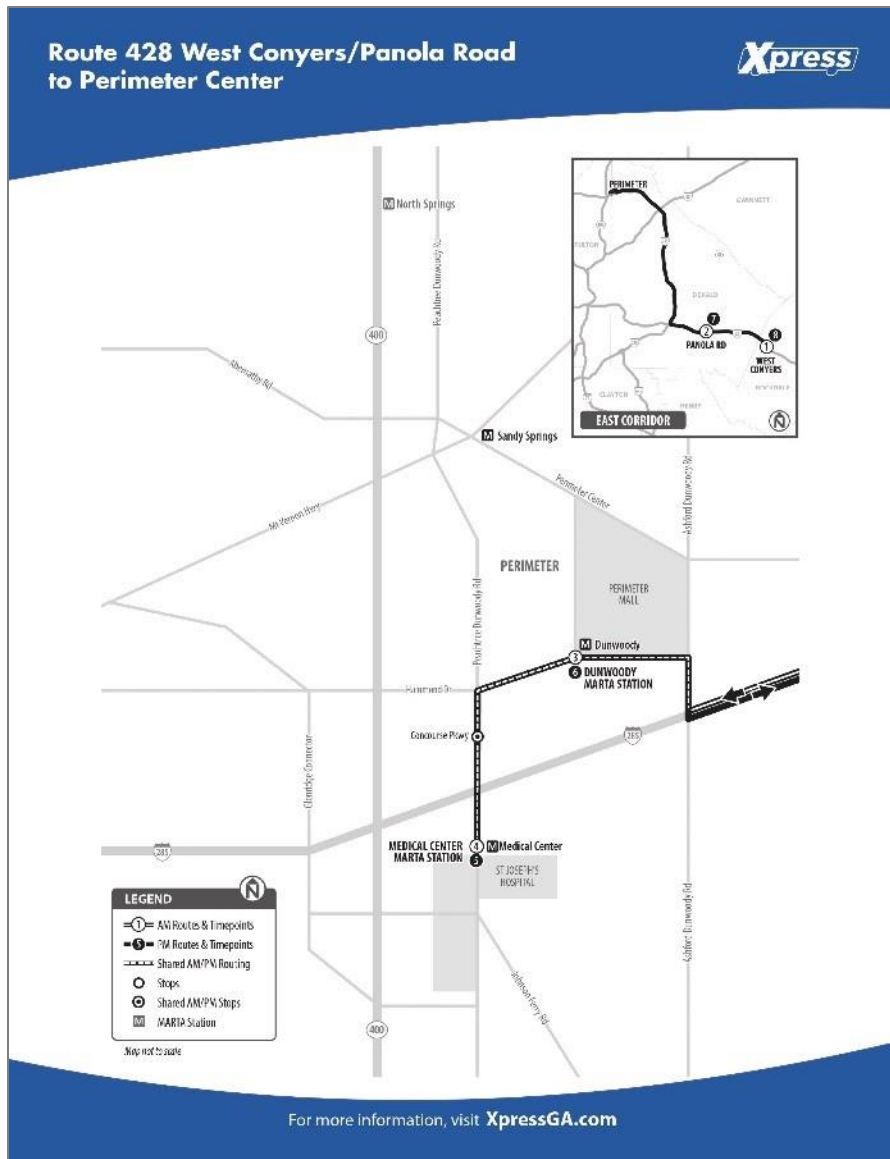 Route 428 West Conyers/Panola Road
to Perimeter Center
Xpress
PERIMETER
GWINNETT
FULTON
DEKALB
7
2
PANOLA RD
8
1
WEST
CONYERS
ROCKDALE
CLAYTON
HENRY
EAST CORRIDOR
N
M North Springs
Peachtree Dunwoody Rd
400
Abernathy Rd
M Sandy Springs
Mt Vernon Hwy
Perimeter Center
Ashford Dunwoody Rd
PERIMETER
PERIMETER
MALL
Peachtree Dunwoody Rd
M Dunwoody
3
6 DUNWOODY
MARTA STATION
Hammond Dr
Concourse Pkwy
285
Glenridge Connector
285
MEDICAL CENTER
MARTA STATION
4
5
M Medical Center
ST JOSEPH'S
HOSPITAL
Ashford Dunwoody Rd
Johnson Ferry Rd
400
N
LEGEND
1 AM Routes & Timepoints
5 PM Routes & Timepoints
Shared AM/PM Routing
Stops
Shared AM/PM Stops
M MARTA Station
Map not to scale
For more information, visit XpressGA.com